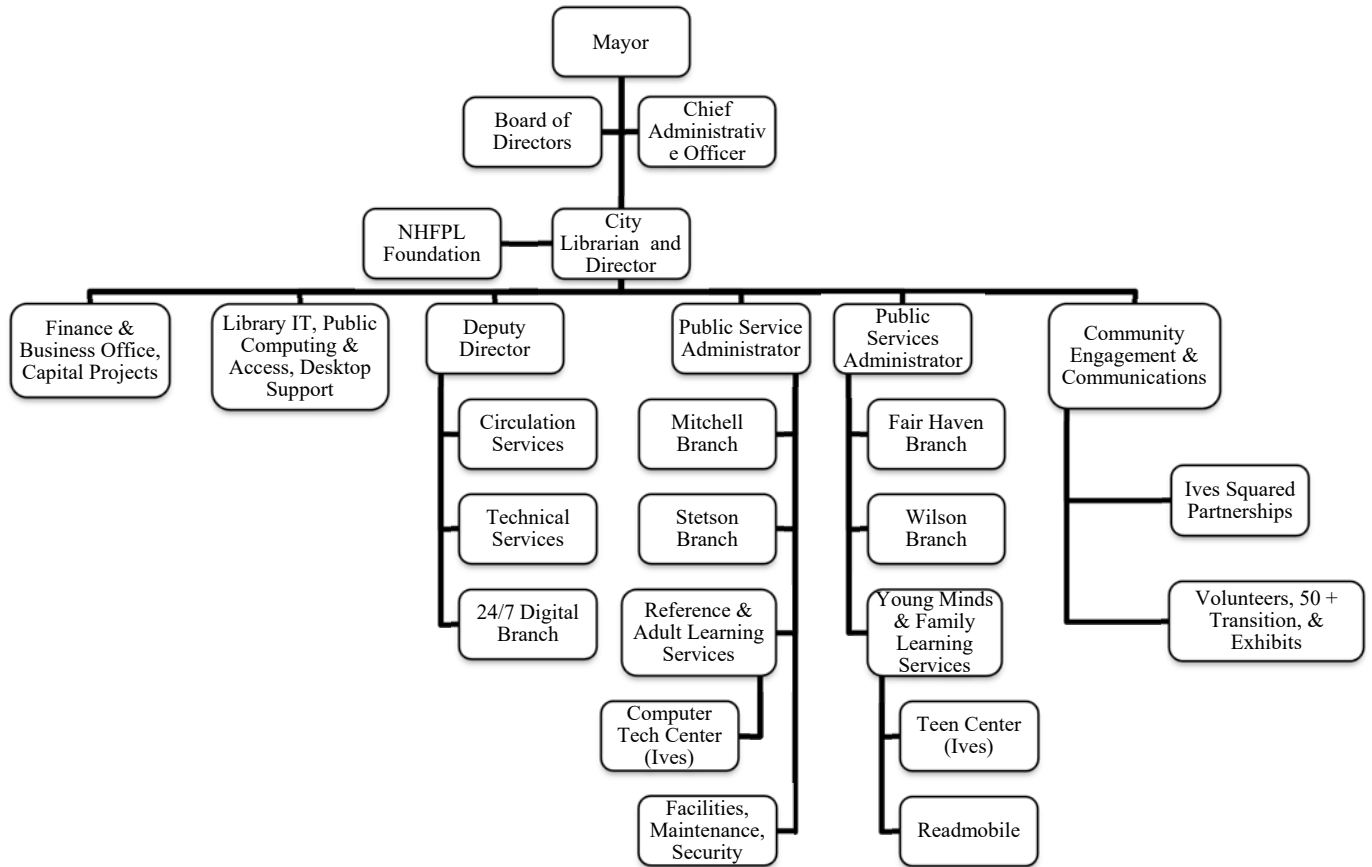 Mayor
Board of
Directors
Chief
Administrativ
e Officer
NHFPL
Foundation
City
Librarian and
Director
Finance &
Business Office,
Capital Projects
Library IT, Public
Computing &
Access, Desktop
Support
Deputy
Director
Public Service
Administrator
Public
Services
Administrator
Community
Engagement &
Communications
Circulation
Services
Technical
Services
24/7 Digital
Branch
Mitchell
Branch
Stetson
Branch
Reference &
Adult Learning
Services
Computer
Tech Center
(Ives)
Facilities,
Maintenance,
Security
Fair Haven
Branch
Wilson
Branch
Young Minds
& Family
Learning
Services
Teen Center
(Ives)
Readmobile
Ives Squared
Partnerships
Volunteers, 50 +
Transition, &
Exhibits